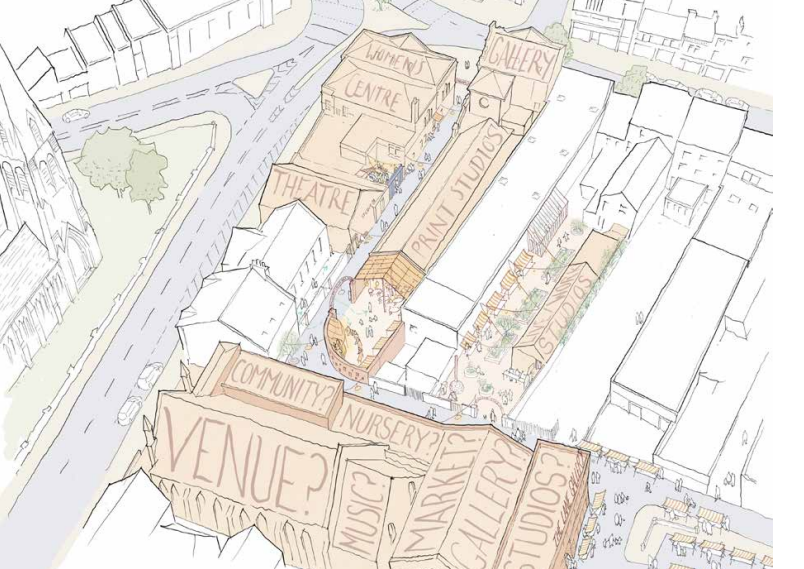 WOMEN'S
CENTRE
GALLERY
THEATRE
PRINT STUDIOS
STUDIOS
COMMUNITY?
NURSERY?
VENUE?
MUSIC?
MARKET?
GALLERY?
STUDIOS?